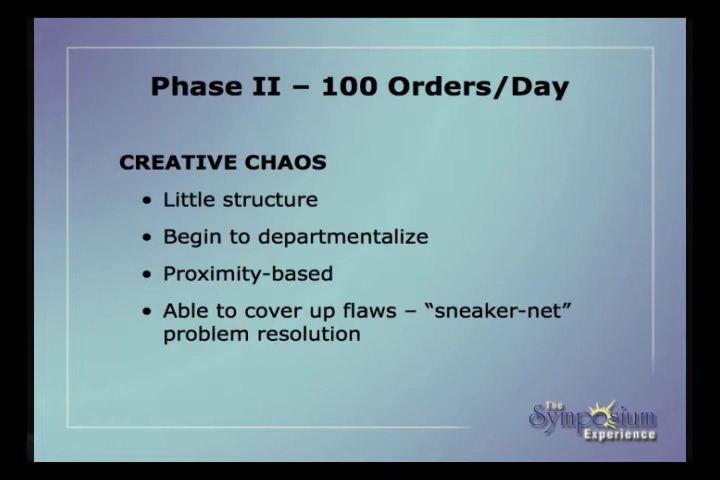 Phase II – 100 Orders/Day
CREATIVE CHAOS
• Little structure
• Begin to departmentalize
• Proximity-based
• Able to cover up flaws – “sneaker-net”
problem resolution
The
Symposium
Experience